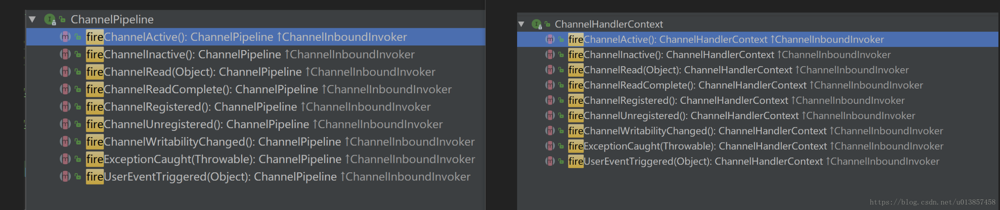 ChannelPipeline
fireChannelActive(): ChannelPipeline ↑ChannelInboundInvoker
fireChannelInactive(): ChannelPipeline ↑ChannelInboundInvoker
fireChannelRead(Object): ChannelPipeline ↑ChannelInboundInvoker
fireChannelReadComplete(): ChannelPipeline ↑ChannelInboundInvoker
fireChannelRegistered(): ChannelPipeline ↑ChannelInboundInvoker
fireChannelUnregistered(): ChannelPipeline ↑ChannelInboundInvoker
fireChannelWritabilityChanged(): ChannelPipeline ↑ChannelInboundInvoker
fireExceptionCaught(Throwable): ChannelPipeline ↑ChannelInboundInvoker
fireUserEventTriggered(Object): ChannelPipeline ↑ChannelInboundInvoker
ChannelHandlerContext
fireChannelActive(): ChannelHandlerContext ↑ChannelInboundInvoker
fireChannelInactive(): ChannelHandlerContext ↑ChannelInboundInvoker
fireChannelRead(Object): ChannelHandlerContext ↑ChannelInboundInvoker
fireChannelReadComplete(): ChannelHandlerContext ↑ChannelInboundInvoker
fireChannelRegistered(): ChannelHandlerContext ↑ChannelInboundInvoker
fireChannelUnregistered(): ChannelHandlerContext ↑ChannelInboundInvoker
fireChannelWritabilityChanged(): ChannelHandlerContext ↑ChannelInboundInvoker
fireExceptionCaught(Throwable): ChannelHandlerContext ↑ChannelInboundInvoker
fireUserEventTriggered(Object): ChannelHandlerContext ↑ChannelInboundInvoker
https://blog.csdn.net/u013857458